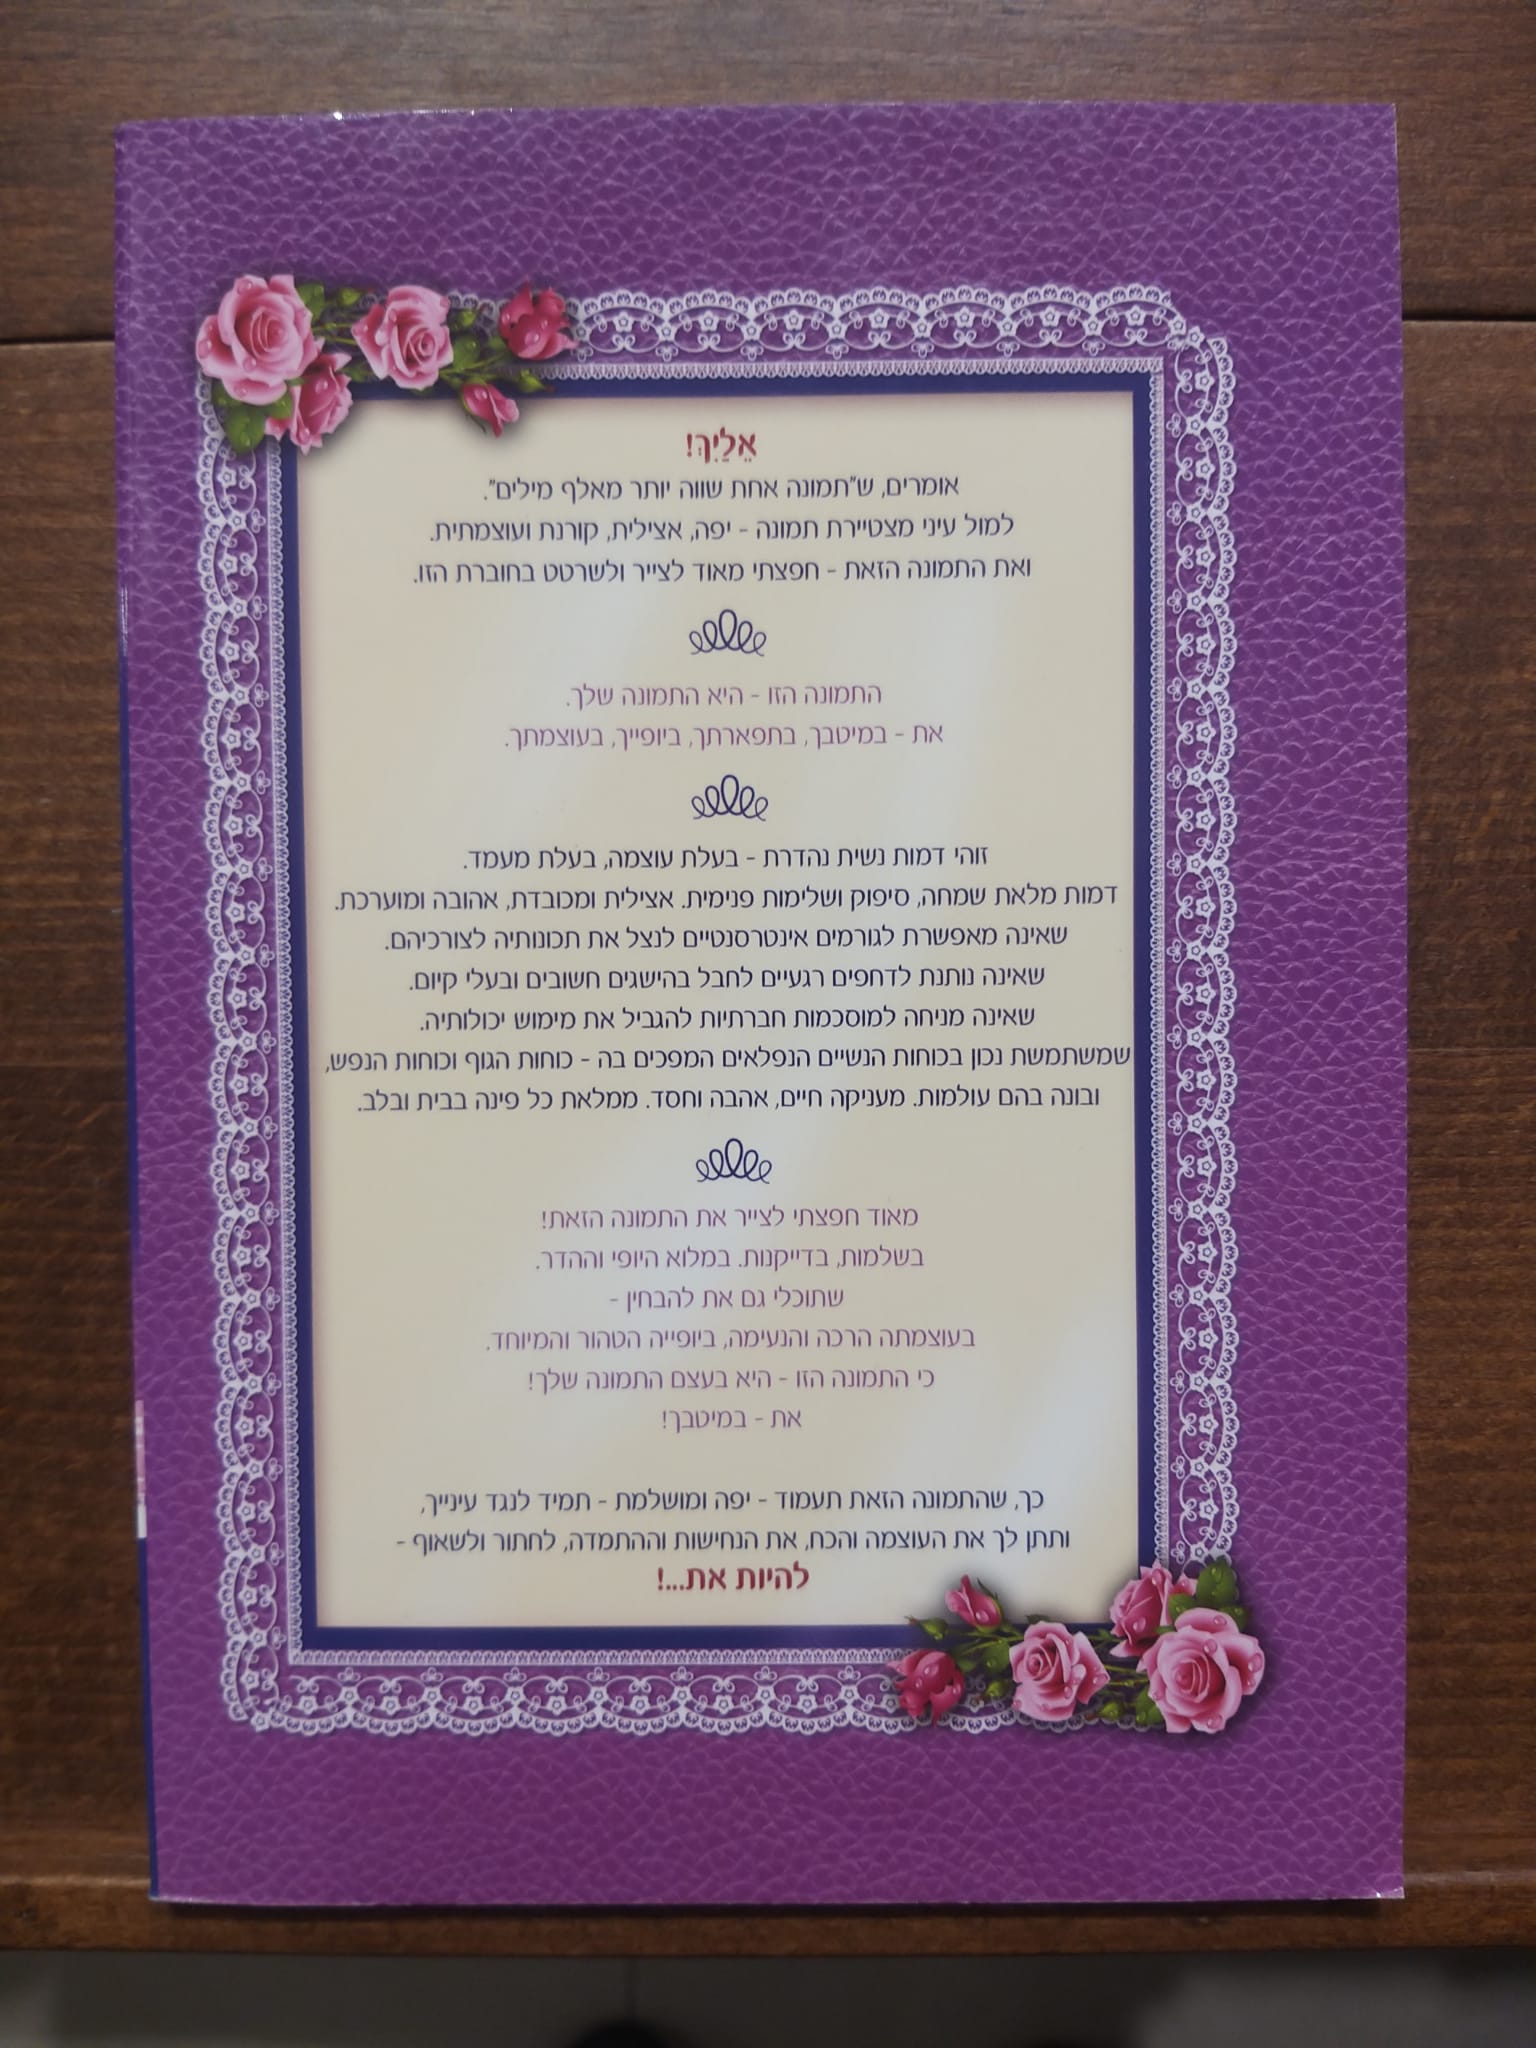 אֵלַיִךְ!
אומרים, ש"תמונה אחת שווה יותר מאלף מילים".
למול עיני מצטיירת תמונה - יפה, אצילית, קורנת ועוצמתית.
ואת התמונה הזאת - חפצתי מאוד לצייר ולשרטט בחוברת הזו.
התמונה הזו - היא התמונה שלך.
את - במיטבך, בתפארתך, ביופייך, בעוצמתך.
זוהי דמות נשית נהדרת - בעלת עוצמה, בעלת מעמד.
דמות מלאת שמחה, סיפוק ושלימות פנימית. אצילית ומכובדת, אהובה ומוערכת.
שאינה מאפשרת לגורמים אינטרסנטיים לנצל את תכונותיה לצורכיהם.
שאינה נותנת לדחפים רגעיים לחבל בהישגים חשובים ובעלי קיום.
שאינה מניחה למוסכמות חברתיות להגביל את מימוש יכולותיה.
שמשתמשת נכון בכוחות הנשיים הנפלאים המפכים בה - כוחות הגוף וכוחות הנפש,
ובונה בהם עולמות. מעניקה חיים, אהבה וחסד. ממלאת כל פינה בבית ובלב.
מאוד חפצתי לצייר את התמונה הזאת!
בשלמות, בדייקנות. במלוא היופי וההדר.
שתוכלי גם את להבחין -
בעוצמתה הרכה והנעימה, ביופייה הטהור והמיוחד.
כי התמונה הזו - היא בעצם התמונה שלך!
את - במיטבך!
כך, שהתמונה הזאת תעמוד - יפה ומושלמת - תמיד לנגד עינייך,
ותתן לך את העוצמה והכח, את הנחישות וההתמדה, לחתור ולשאוף -
להיות את...!